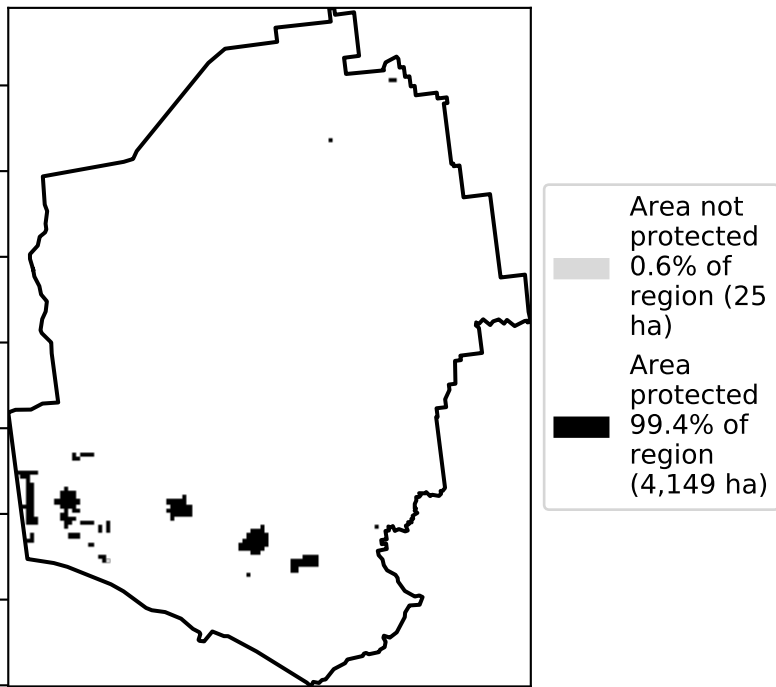 Area not
protected
0.6% of
region (25
ha)
Area
protected
99.4% of
region
(4,149 ha)